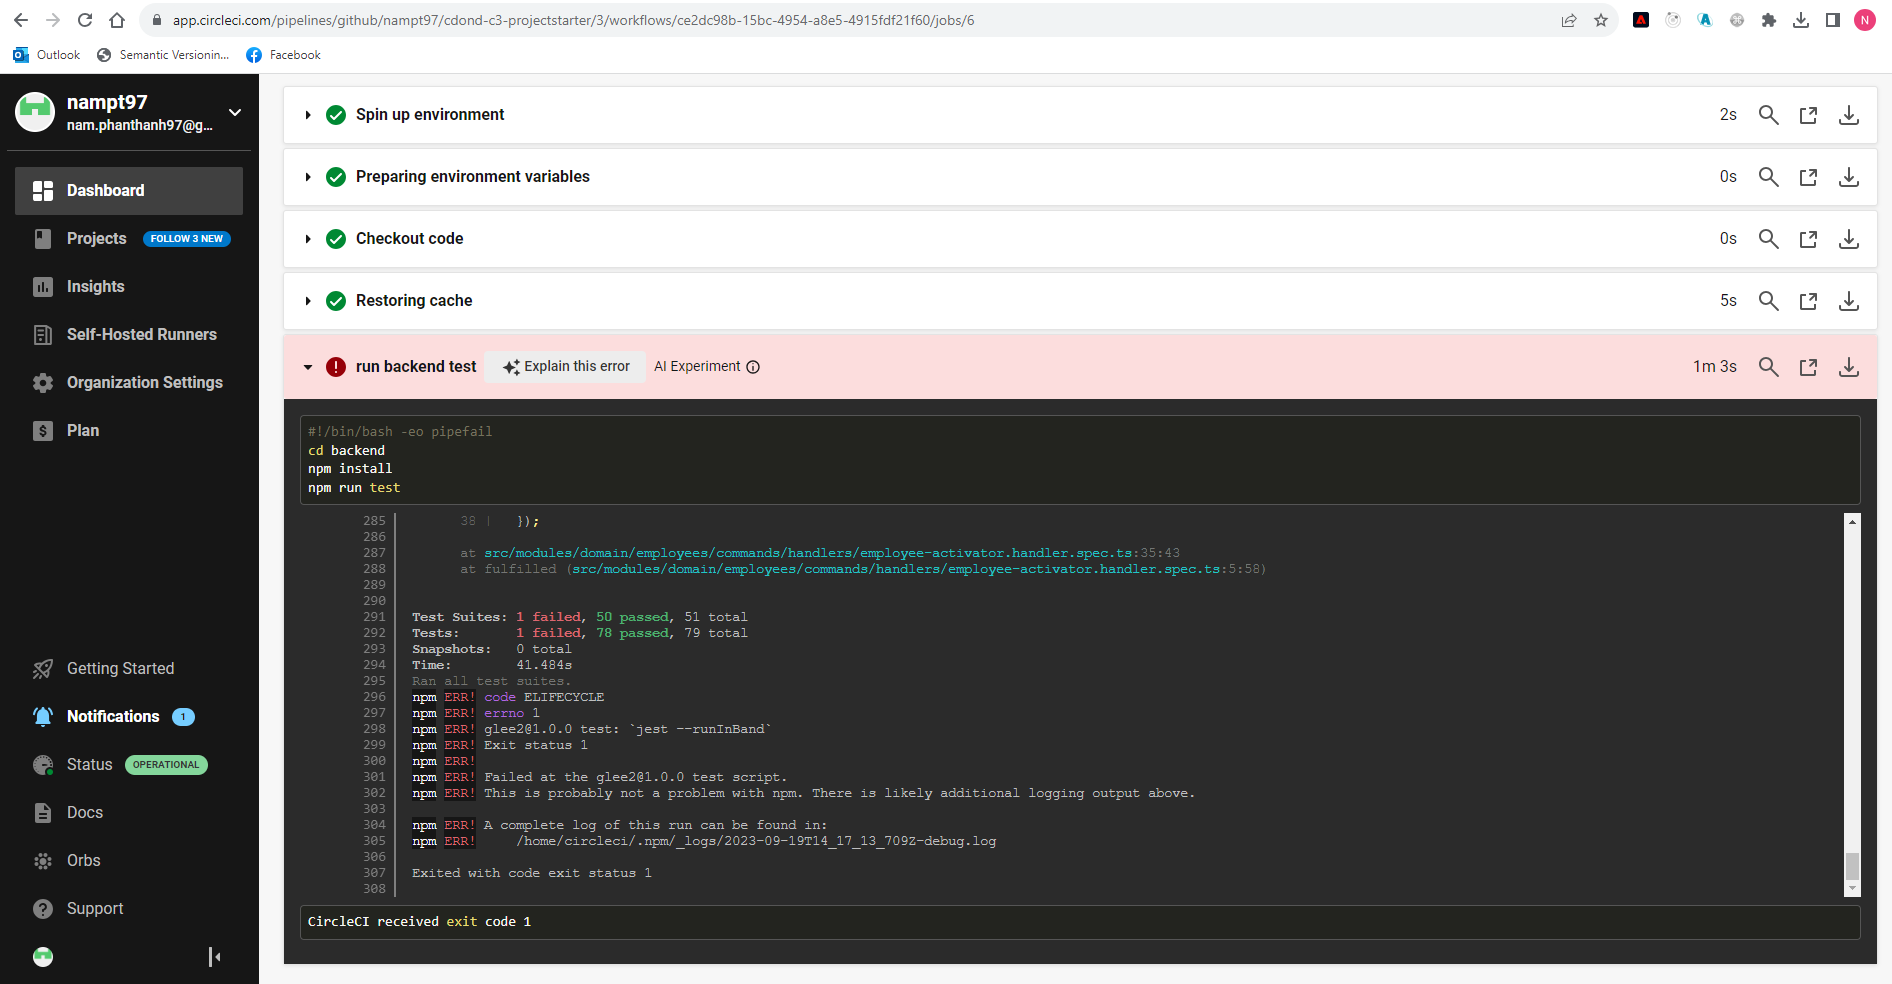 app.circleci.com/pipelines/github/nampt97/cdond-c3-projectstarter/3/workflows/ce2dc98b-15bc-4954-a8e5-4915fdf21f60/jobs/6
N
Outlook
Semantic Versionin...
Facebook
nampt97
nam.phanthanh97@g...
Dashboard
Projects FOLLOW 3 NEW
Insights
Self-Hosted Runners
Organization Settings
Plan
Getting Started
Notifications 1
Status OPERATIONAL
Docs
Orbs
Support
Spin up environment 2s
Preparing environment variables 0s
Checkout code 0s
Restoring cache 5s
run backend test Explain this error AI Experiment 1m 3s
#!/bin/bash -eo pipefail
cd backend
npm install
npm run test
285 38 | });
286
287 at src/modules/domain/employees/commands/handlers/employee-activator.handler.spec.ts:35:43
288 at fulfilled (src/modules/domain/employees/commands/handlers/employee-activator.handler.spec.ts:5:58)
289
290
291 Test Suites: 1 failed, 50 passed, 51 total
292 Tests: 1 failed, 78 passed, 79 total
293 Snapshots: 0 total
294 Time: 41.484s
295 Ran all test suites.
296 npm ERR! code ELIFECYCLE
297 npm ERR! errno 1
298 npm ERR! glee2@1.0.0 test: `jest --runInBand`
299 npm ERR! Exit status 1
300 npm ERR!
301 npm ERR! Failed at the glee2@1.0.0 test script.
302 npm ERR! This is probably not a problem with npm. There is likely additional logging output above.
303
304 npm ERR! A complete log of this run can be found in:
305 npm ERR! /home/circleci/.npm/_logs/2023-09-19T14_17_13_709Z-debug.log
306
307 Exited with code exit status 1
308
CircleCI received exit code 1